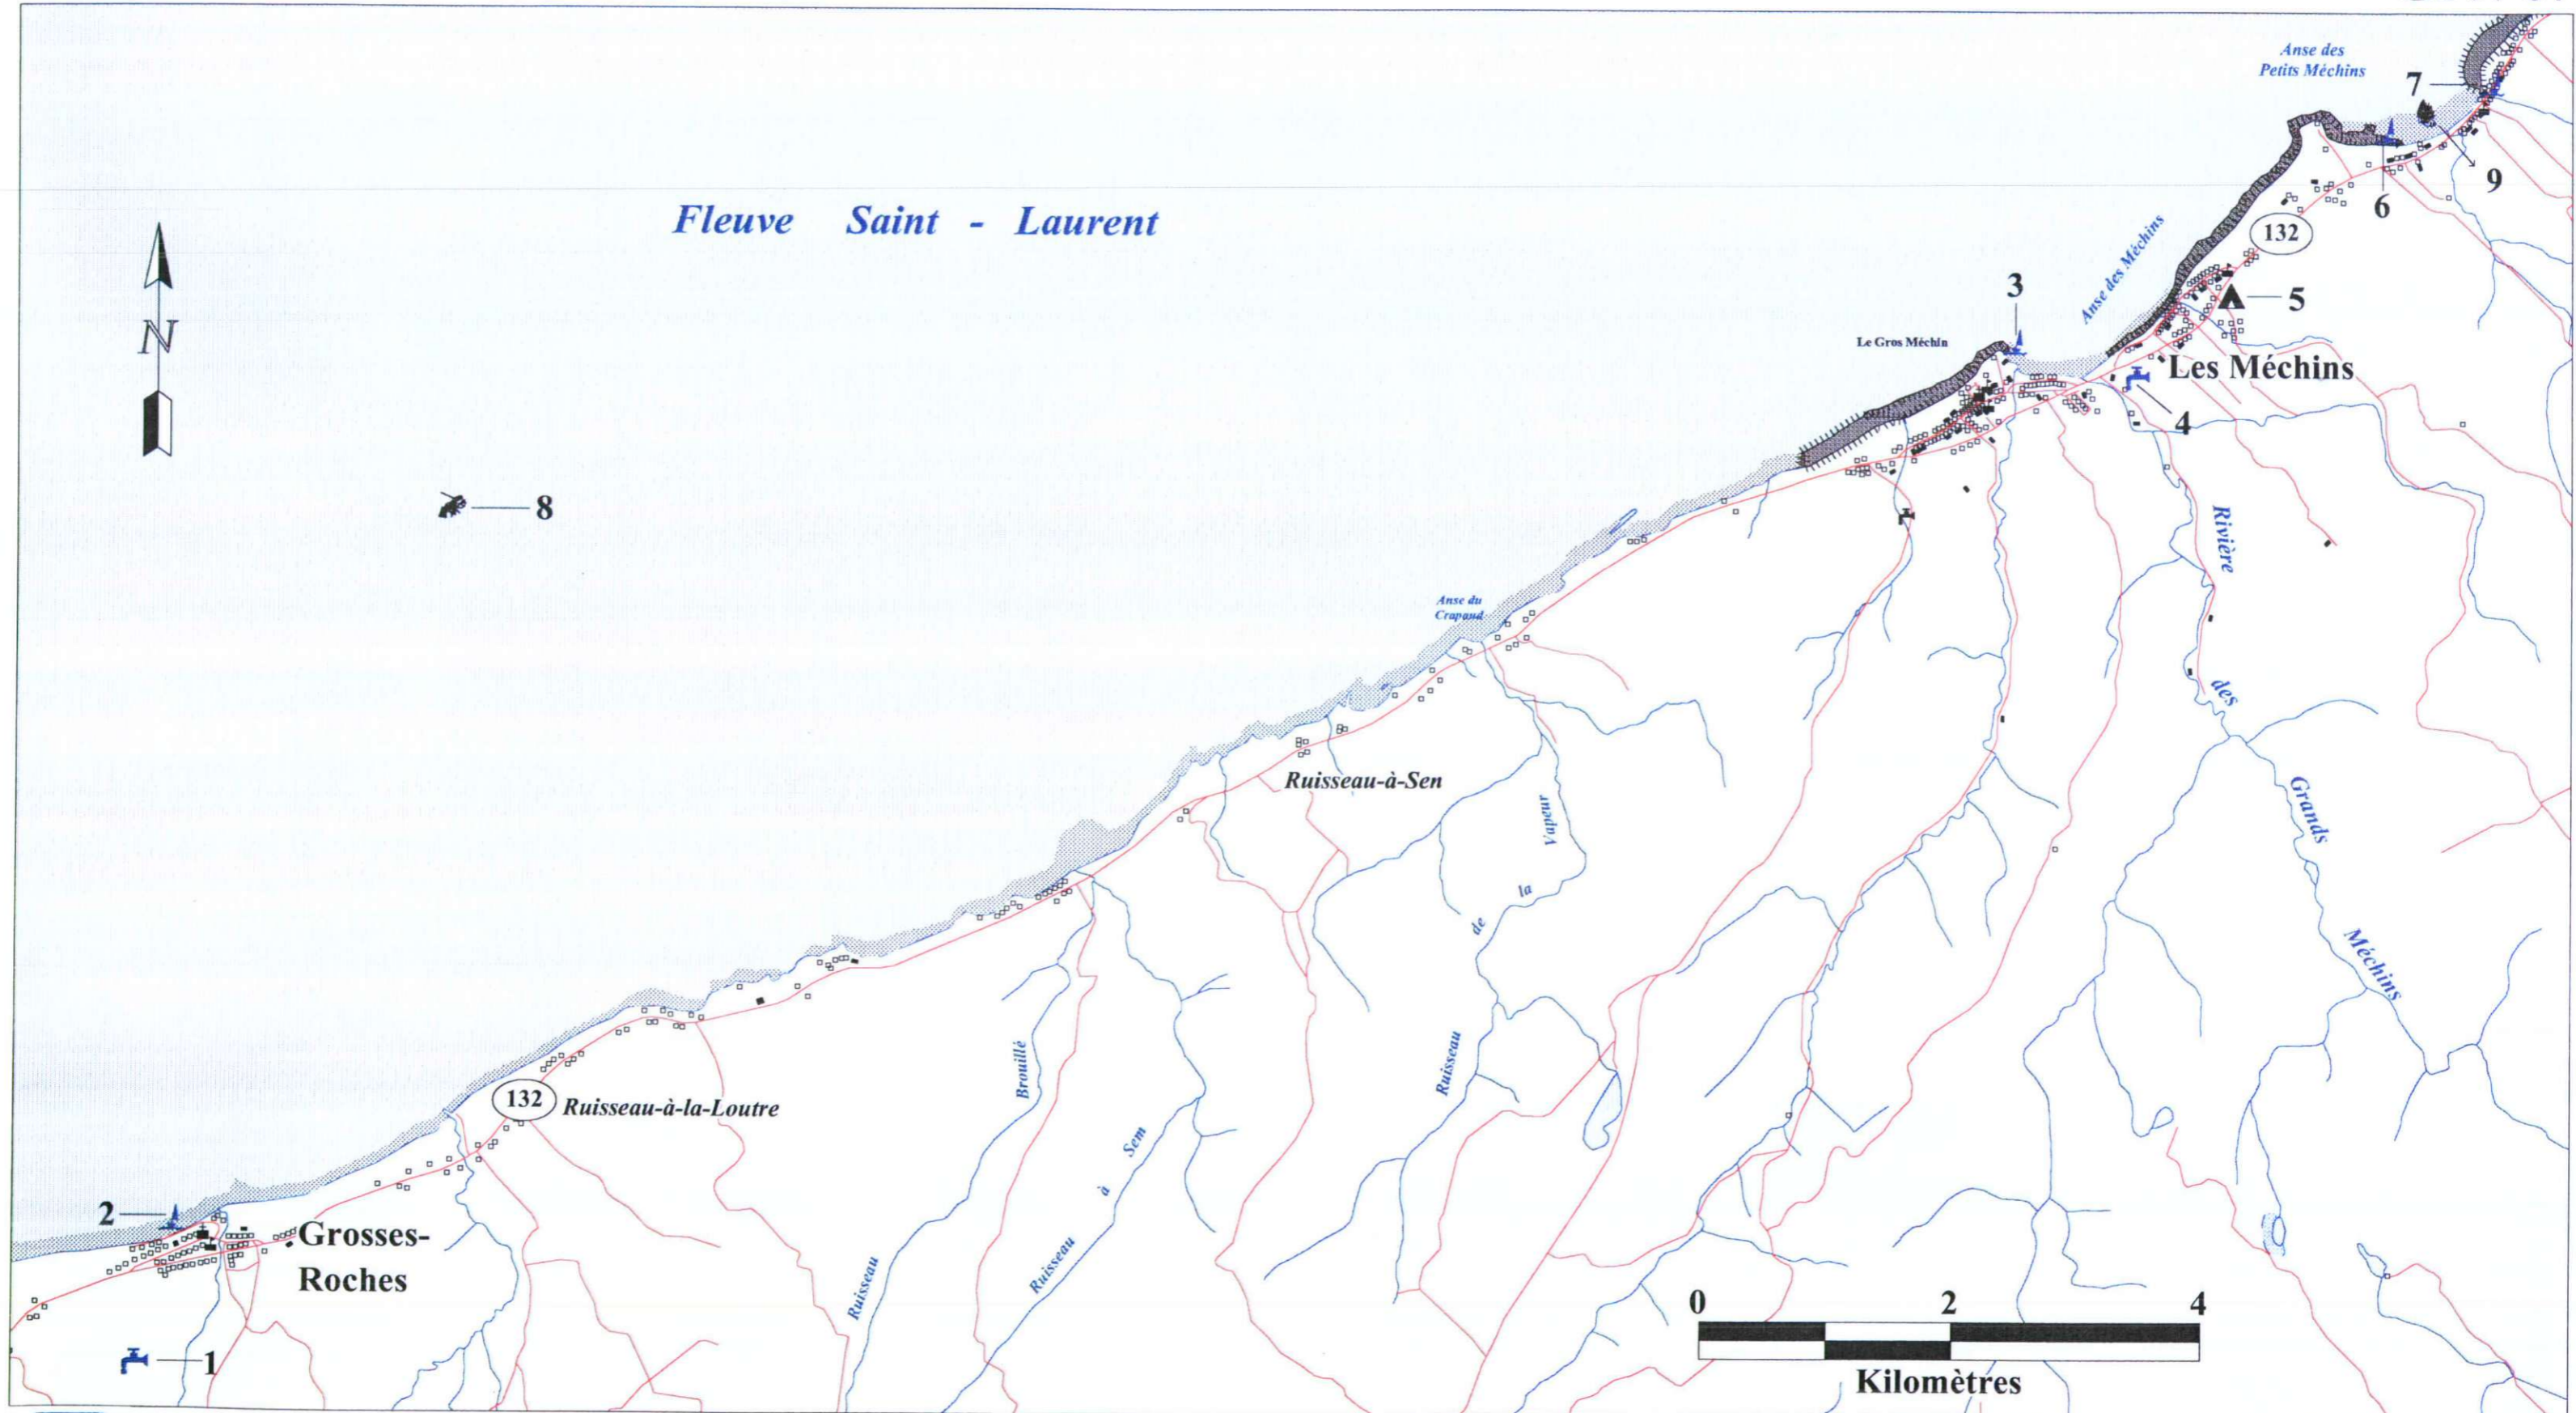 Anse des
Petits Méchins
7
9
6
Fleuve Saint - Laurent
132
Anse des Méchins
3
5
N
Le Gros Méchin
Les Méchins
4
8
Rivière
des
Grands
Méchins
Anse du
Crapaud
Ruisseau-à-Sen
Ruisseau
de
la
Vapeur
132
Ruisseau-à-la-Loutre
Ruisseau
Brouillé
Ruisseau
à
Sem
2
Grosses-
Roches
1
0 2 4
Kilomètres